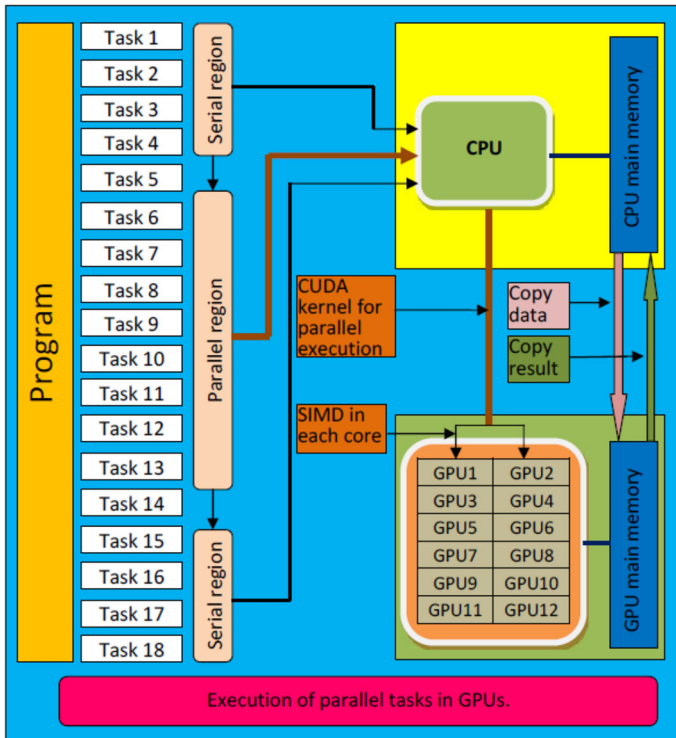 Program
Task 1
Task 2
Task 3
Task 4
Task 5
Task 6
Task 7
Task 8
Task 9
Task 10
Task 11
Task 12
Task 13
Task 14
Task 15
Task 16
Task 17
Task 18
Serial region
Parallel region
Serial region
CPU
CPU main memory
CUDA
kernel for
parallel
execution
Copy
data
Copy
result
SIMD in
each core
GPU1 GPU2
GPU3 GPU4
GPU5 GPU6
GPU7 GPU8
GPU9 GPU10
GPU11 GPU12
GPU main memory
Execution of parallel tasks in GPUs.